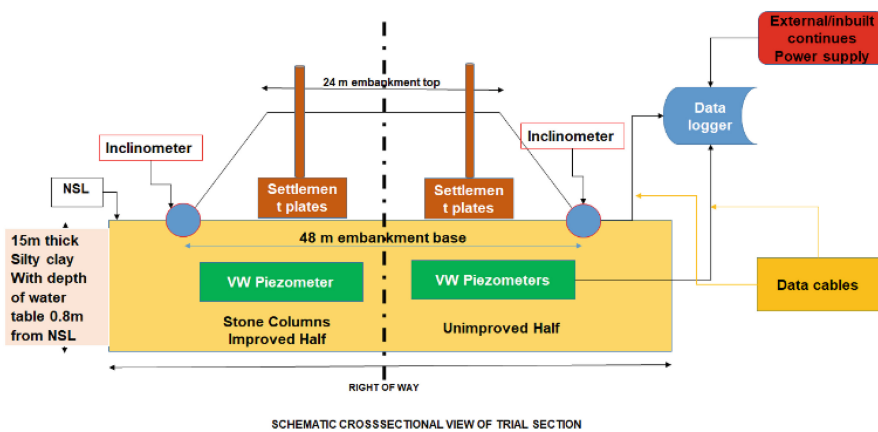 External/inbuilt
continues
Power supply
24 m embankment top
Data
logger
Inclinometer
Inclinometer
NSL
Settlemen
t plates
Settlemen
t plates
48 m embankment base
15m thick
Silty clay
With depth
of water
table 0.8m
from NSL
VW Piezometer
VW Piezometers
Data cables
Stone Columns
Improved Half
Unimproved Half
RIGHT OF WAY
SCHEMATIC CROSSSECTIONAL VIEW OF TRIAL SECTION